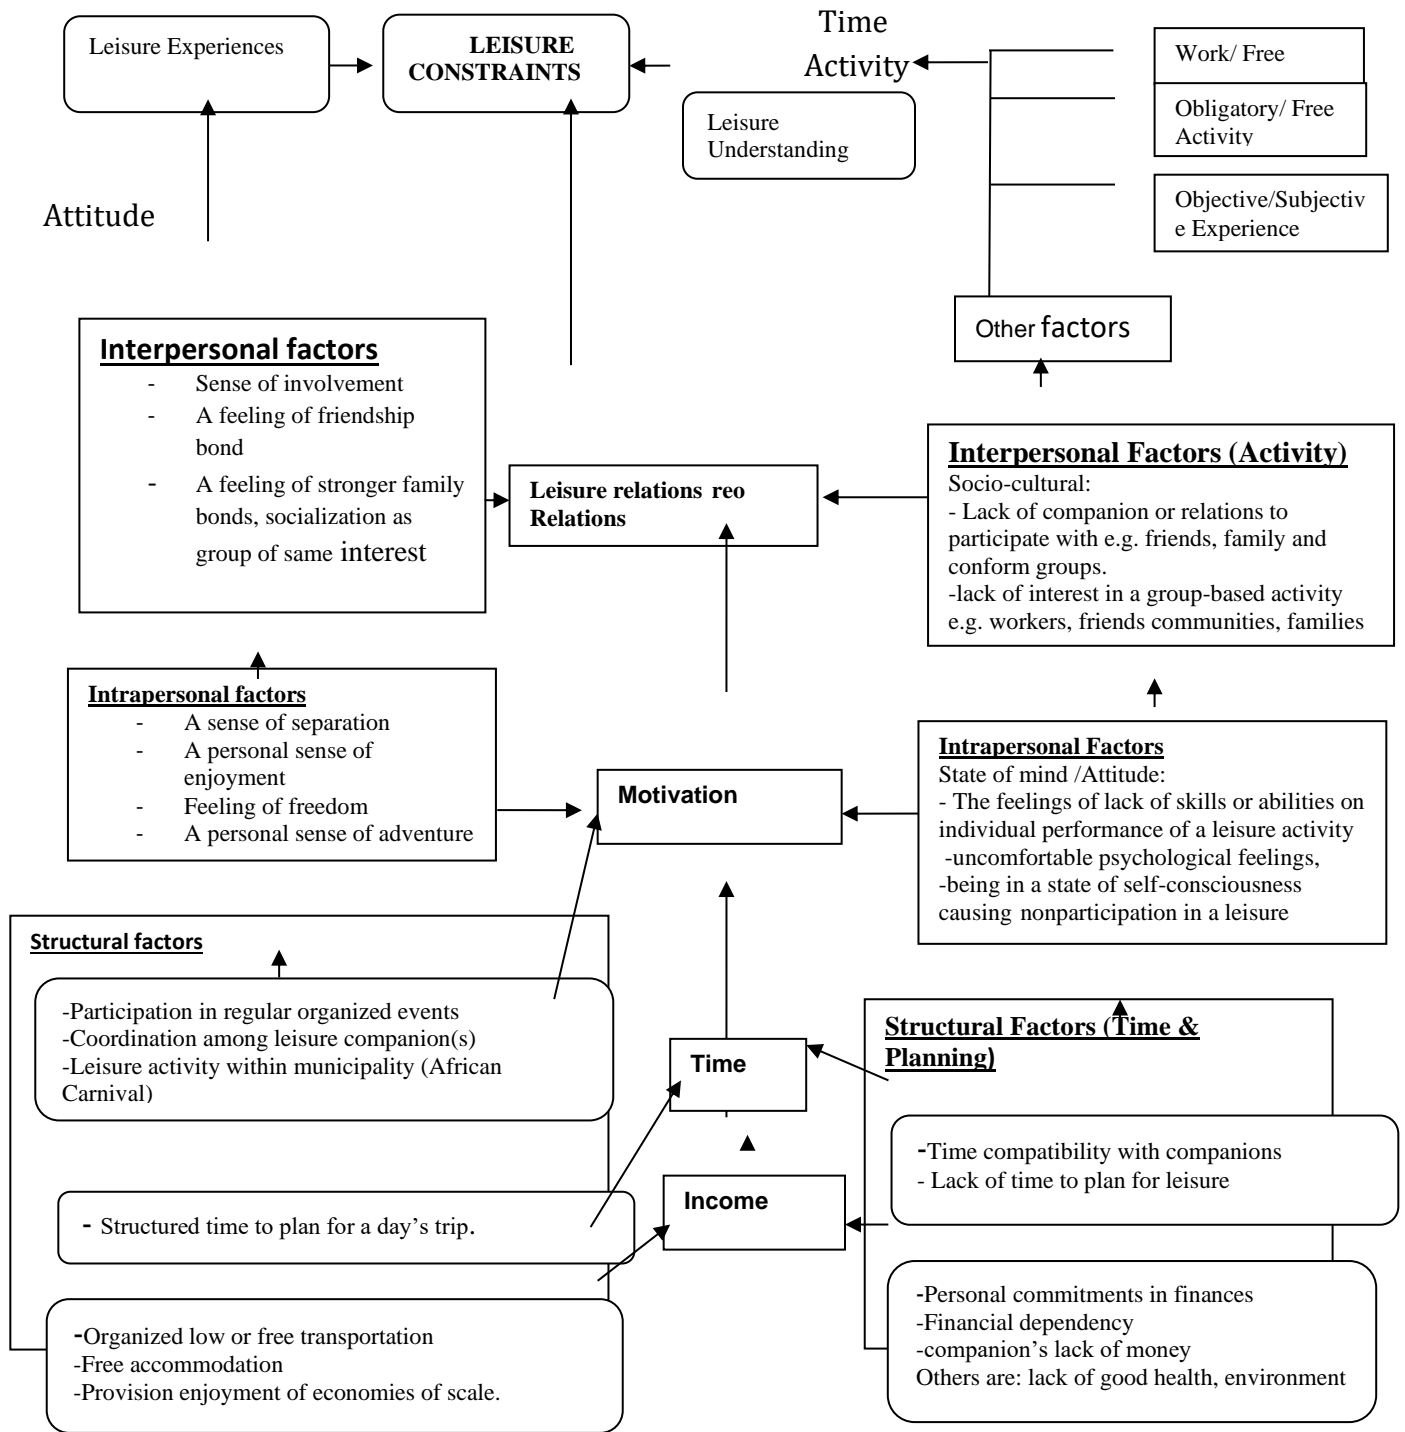 Leisure Experiences
LEISURE
CONSTRAINTS
Time
Activity
Leisure
Understanding
Work/ Free
Obligatory/ Free
Activity
Objective/Subjectiv
e Experience
Attitude
Other factors
Interpersonal factors
- Sense of involvement
- A feeling of friendship
bond
- A feeling of stronger family
bonds, socialization as
group of same interest
Leisure relations reo
Relations
Interpersonal Factors (Activity)
Socio-cultural:
- Lack of companion or relations to
participate with e.g. friends, family and
conform groups.
-lack of interest in a group-based activity
e.g. workers, friends communities, families
Intrapersonal factors
- A sense of separation
- A personal sense of
enjoyment
- Feeling of freedom
- A personal sense of adventure
Motivation
Intrapersonal Factors
State of mind /Attitude:
- The feelings of lack of skills or abilities on
individual performance of a leisure activity
-uncomfortable psychological feelings,
-being in a state of self-consciousness
causing nonparticipation in a leisure
Structural factors
-Participation in regular organized events
-Coordination among leisure companion(s)
-Leisure activity within municipality (African
Carnival)
Time
Structural Factors (Time &
Planning)
-Time compatibility with companions
- Lack of time to plan for leisure
- Structured time to plan for a day’s trip.
Income
-Organized low or free transportation
-Free accommodation
-Provision enjoyment of economies of scale.
-Personal commitments in finances
-Financial dependency
-companion’s lack of money
Others are: lack of good health, environment